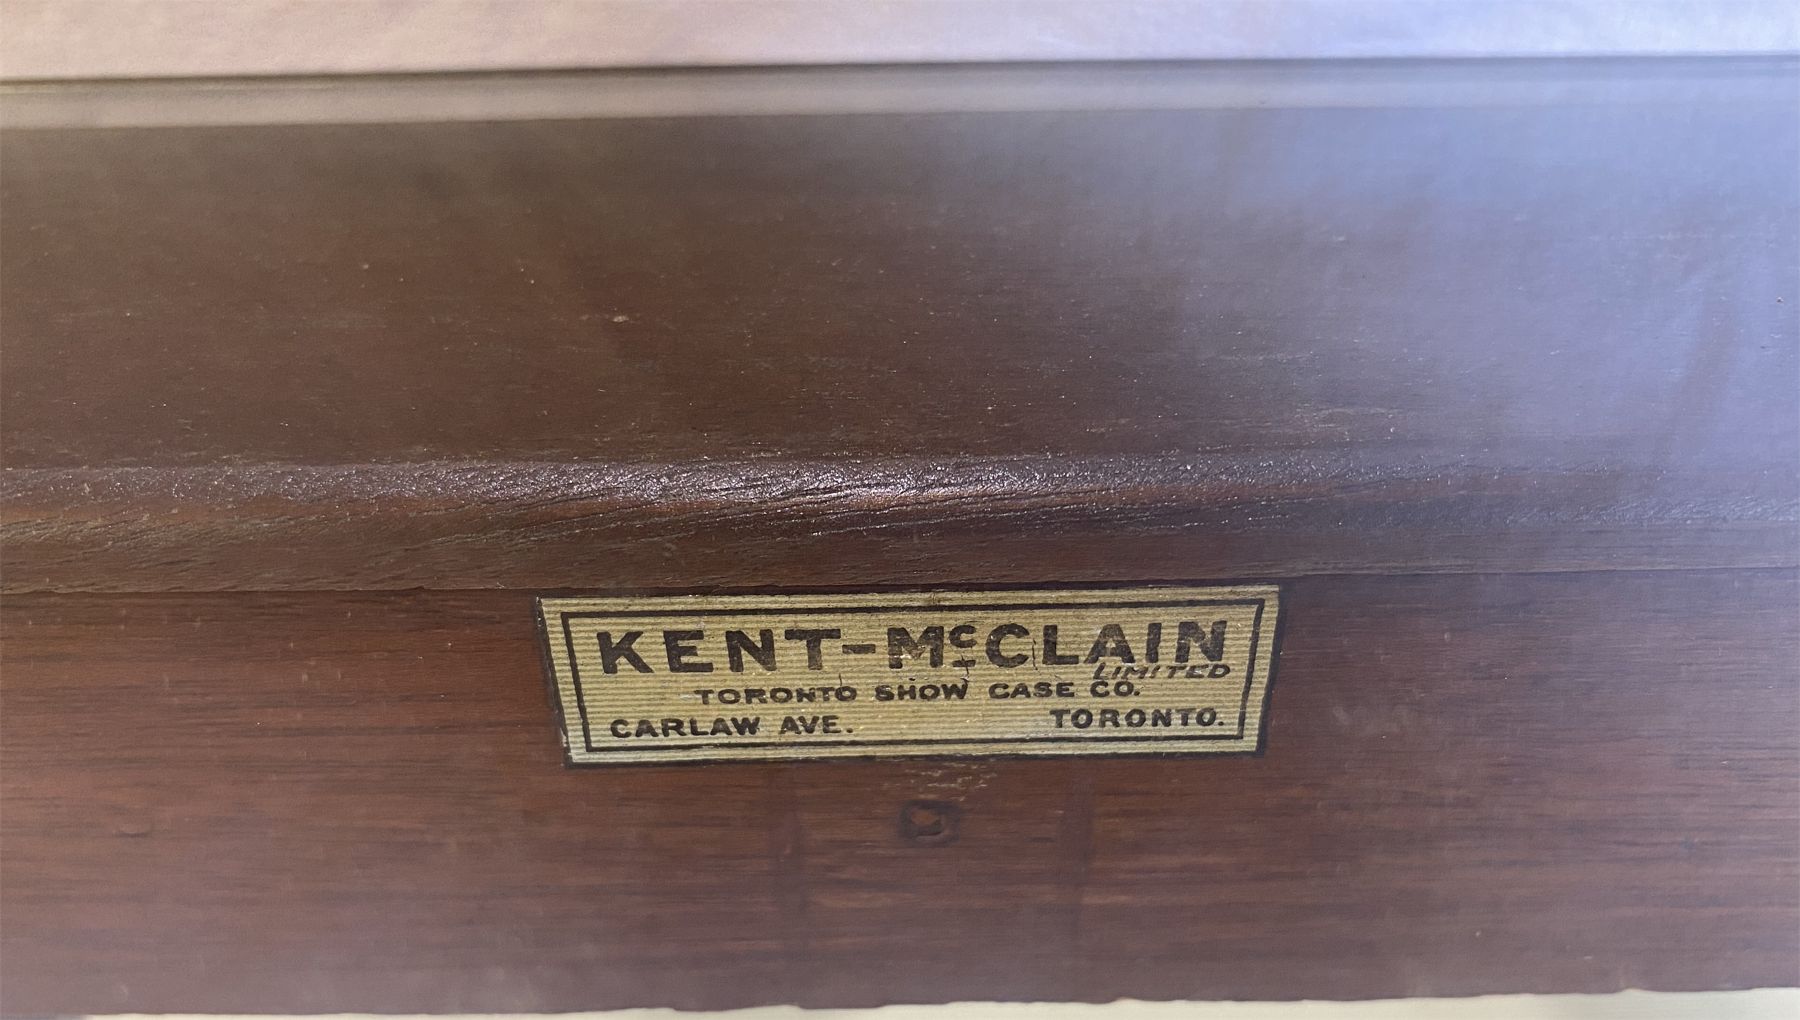 KENT-McCLAIN
LIMITED
TORONTO SHOW CASE CO.
CARLAW AVE. TORONTO.